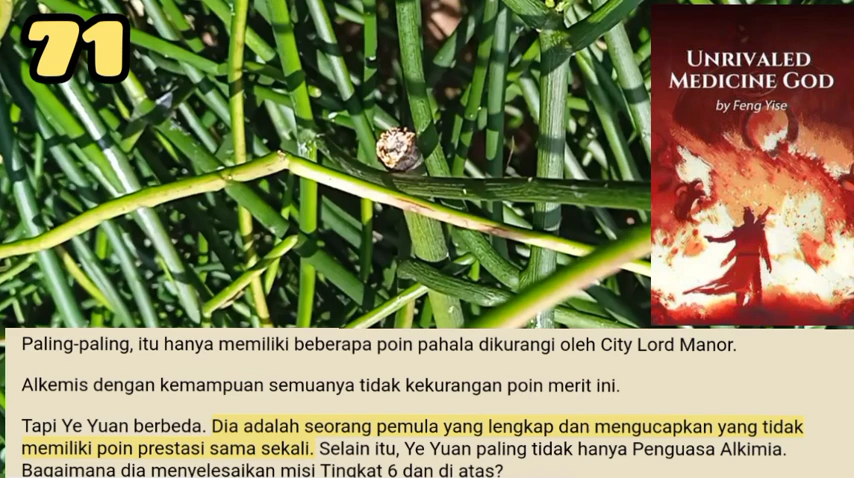 71
UNRIVALED
MEDICINE GOD
by Feng Yise
Paling-paling, itu hanya memiliki beberapa poin pahala dikurangi oleh City Lord Manor.
Alkemis dengan kemampuan semuanya tidak kekurangan poin merit ini.
Tapi Ye Yuan berbeda. Dia adalah seorang pemula yang lengkap dan mengucapkan yang tidak
memiliki poin prestasi sama sekali. Selain itu, Ye Yuan paling tidak hanya Penguasa Alkimia.
Bagaimana dia menyelesaikan misi Tingkat 6 dan di atas?